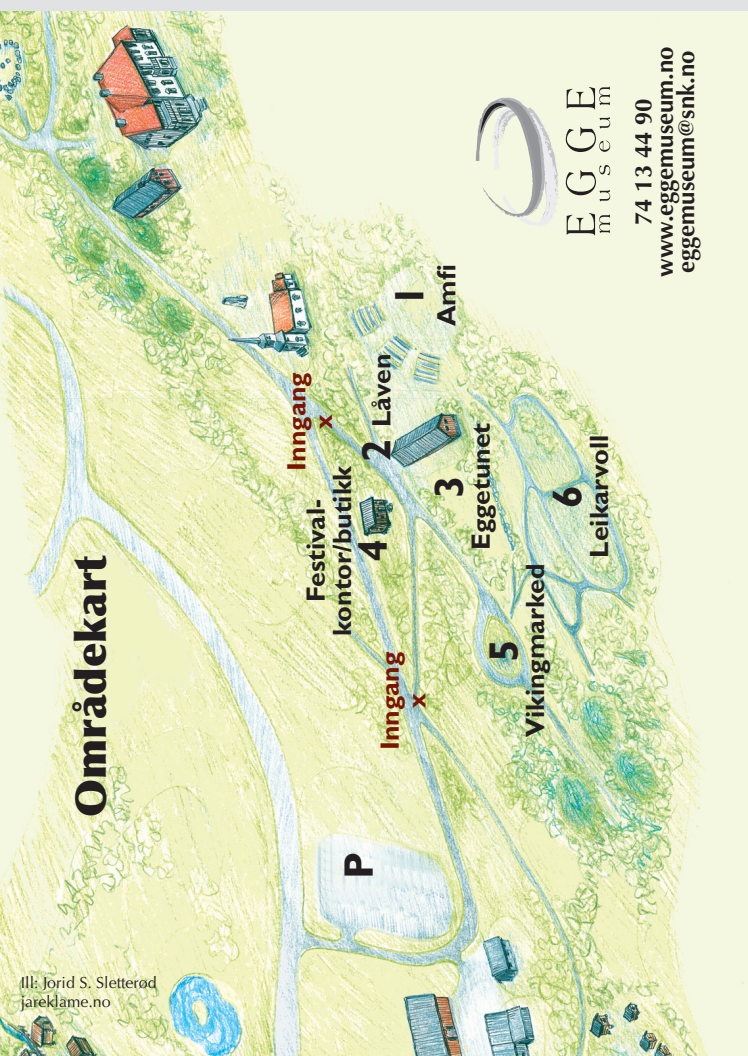 Områdekart
Inngang
x
Festival-
kontor/butikk
4
2 Låven
1
Amfi
3
Eggetunet
Inngang
x
5
Vikingmarked
6
Leikarvoll
P
EGGE
museum
74 13 44 90
www.eggemuseum.no
eggemuseum@snk.no
Ill: Jorid S. Sletterød
jareklame.no